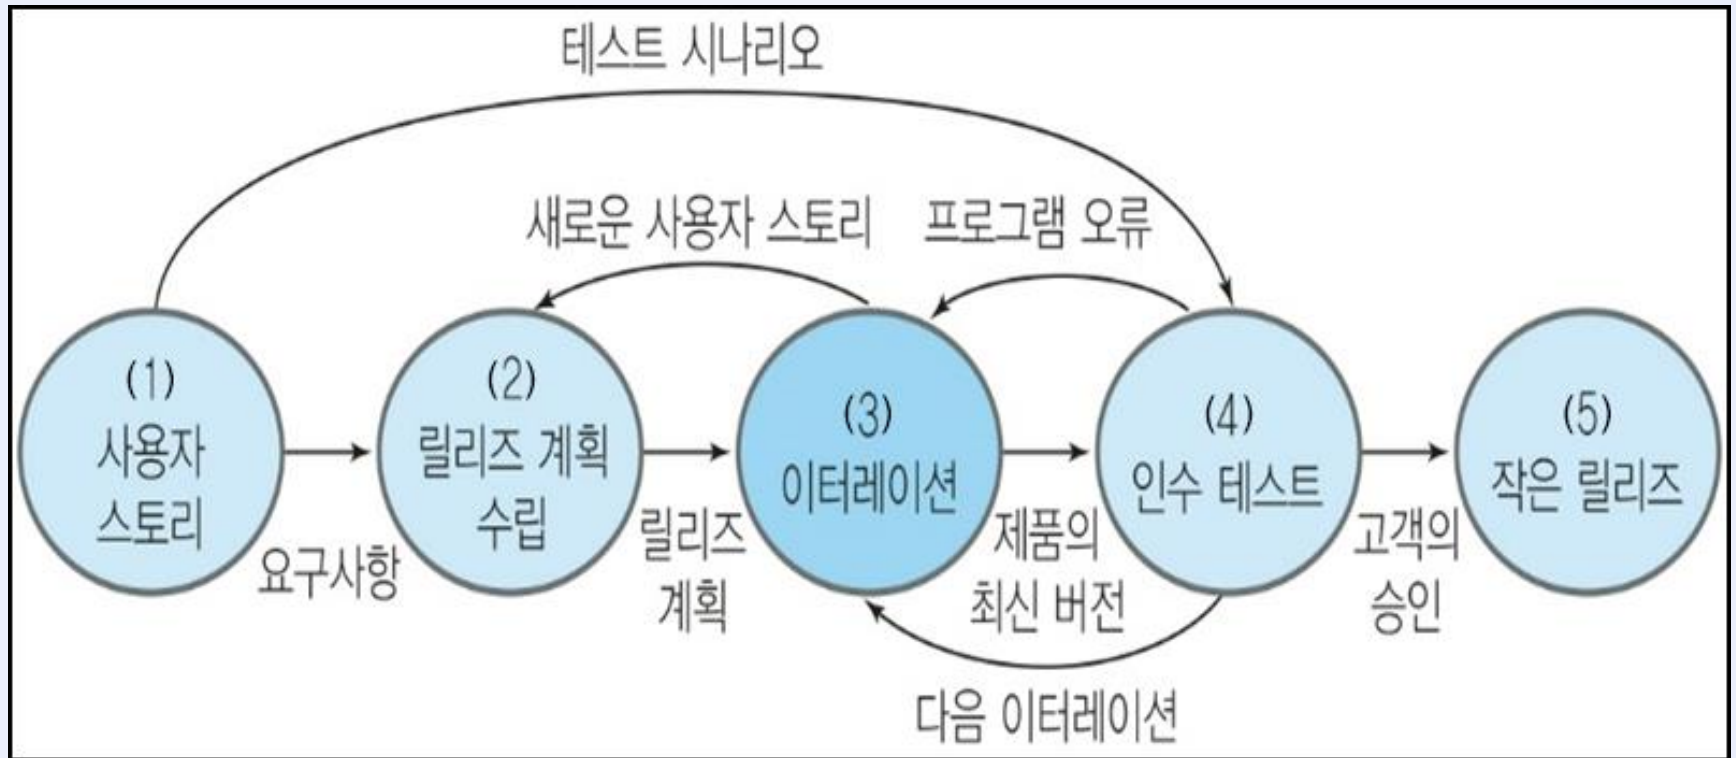 테스트 시나리오
새로운 사용자 스토리
프로그램 오류
(1)
사용자
스토리
요구사항
(2)
릴리즈 계획
수립
릴리즈
계획
(3)
이터레이션
제품의
최신 버전
(4)
인수 테스트
고객의
승인
(5)
작은 릴리즈
다음 이터레이션